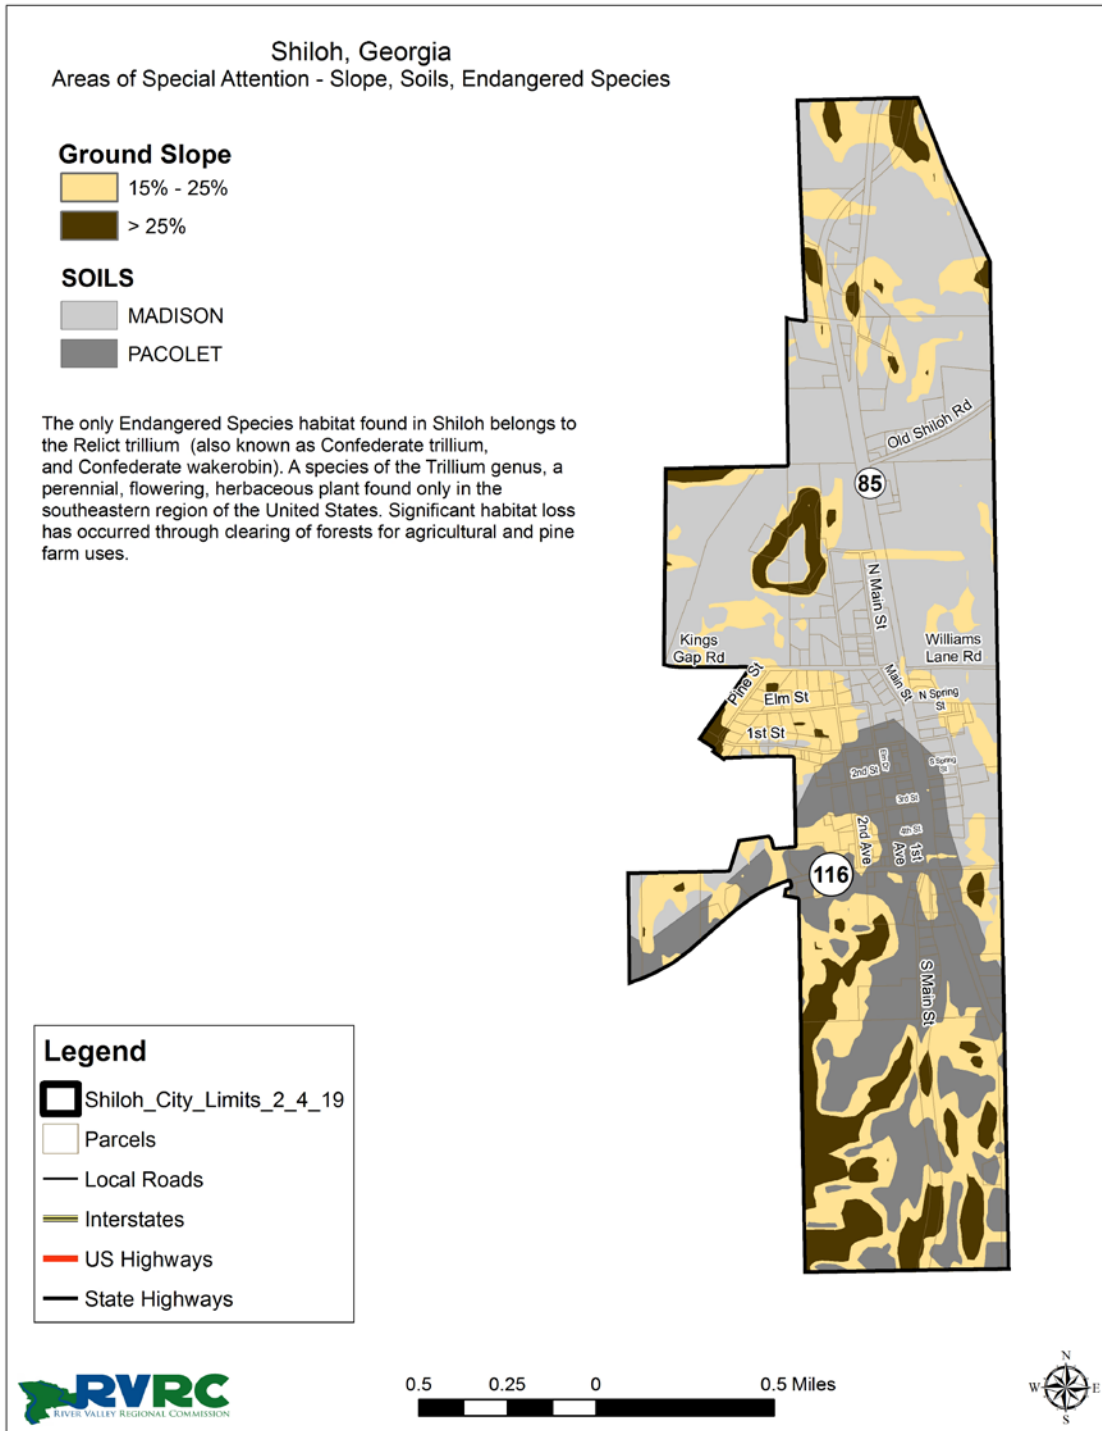 Shiloh, Georgia
Areas of Special Attention - Slope, Soils, Endangered Species
Ground Slope
15% - 25%
> 25%
SOILS
MADISON
PACOLET
The only Endangered Species habitat found in Shiloh belongs to
the Relict trillium (also known as Confederate trillium,
and Confederate wakerobin). A species of the Trillium genus, a
perennial, flowering, herbaceous plant found only in the
southeastern region of the United States. Significant habitat loss
has occurred through clearing of forests for agricultural and pine
farm uses.
Old Shiloh Rd
85
N Main St
Kings
Gap Rd
Williams
Lane Rd
Pine St
Elm St
Main St
N Spring
St
1st St
2nd St
Elm Dr
S Spring
St
3rd St
4th St
2nd Ave
1st
Ave
116
S Main St
Legend
Shiloh_City_Limits_2_4_19
Parcels
Local Roads
Interstates
US Highways
State Highways
RVRC
RIVER VALLEY REGIONAL COMMISSION
0.5 0.25 0 0.5 Miles
N
W E
S